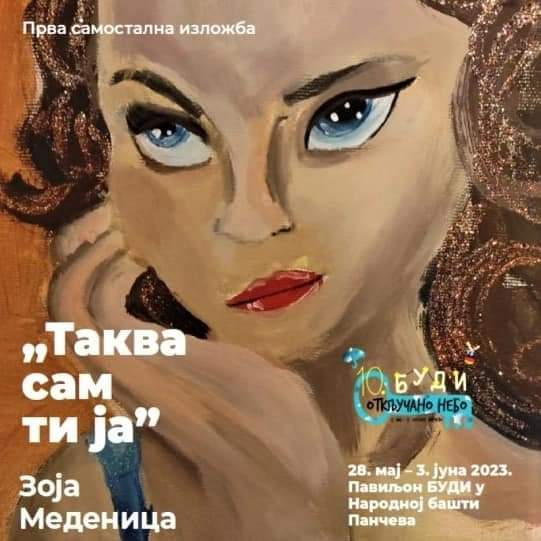 Прва самостална изложба
„Таква
сам
ти ја”
Зоја
Меденица
10. БУДИ
ОТКЉУЧАНО НЕБО
28. мај – 3. јуна 2023.
Павиљон БУДИ у
Народној башти
Панчева